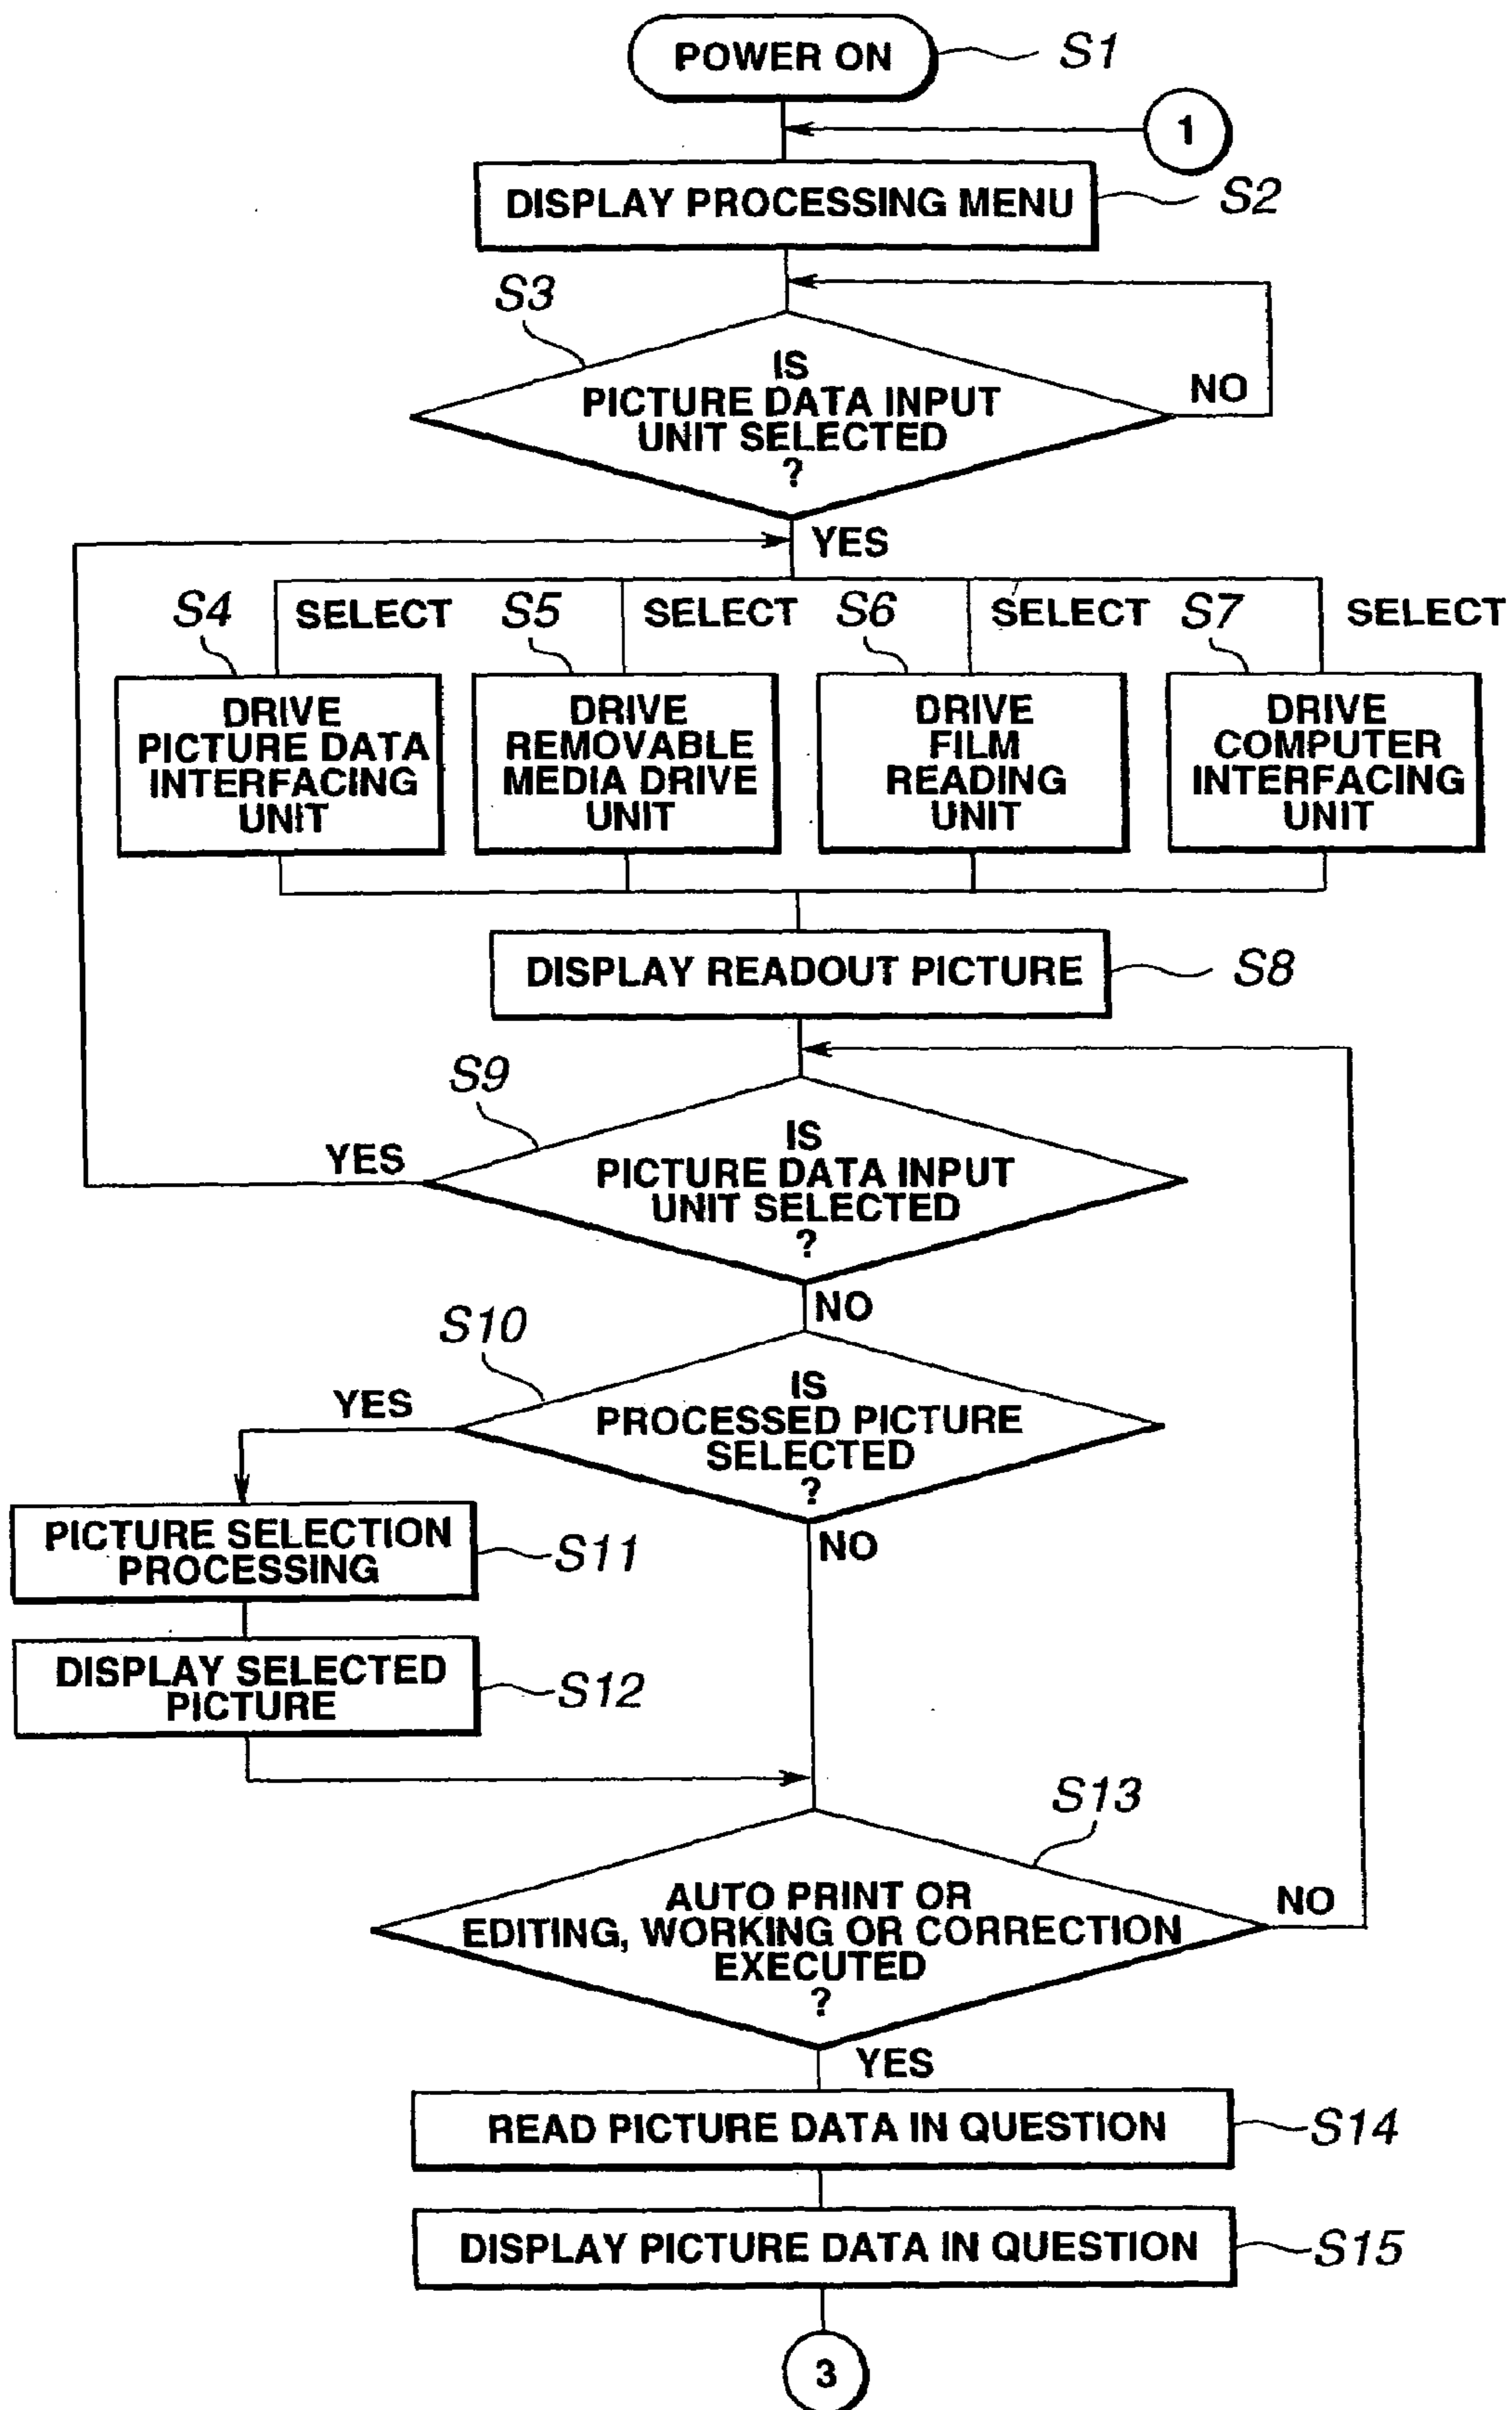 POWER ON
S1
1
DISPLAY PROCESSING MENU
S2
S3
IS
PICTURE DATA INPUT
UNIT SELECTED
?
NO
YES
S4
SELECT
S5
SELECT
S6
SELECT
S7
SELECT
DRIVE
PICTURE DATA
INTERFACING
UNIT
DRIVE
REMOVABLE
MEDIA DRIVE
UNIT
DRIVE
FILM
READING
UNIT
DRIVE
COMPUTER
INTERFACING
UNIT
DISPLAY READOUT PICTURE
S8
S9
YES
IS
PICTURE DATA INPUT
UNIT SELECTED
?
NO
S10
YES
IS
PROCESSED PICTURE
SELECTED
?
NO
PICTURE SELECTION
PROCESSING
S11
DISPLAY SELECTED
PICTURE
S12
S13
AUTO PRINT OR
EDITING, WORKING OR CORRECTION
EXECUTED
?
NO
YES
READ PICTURE DATA IN QUESTION
S14
DISPLAY PICTURE DATA IN QUESTION
S15
3